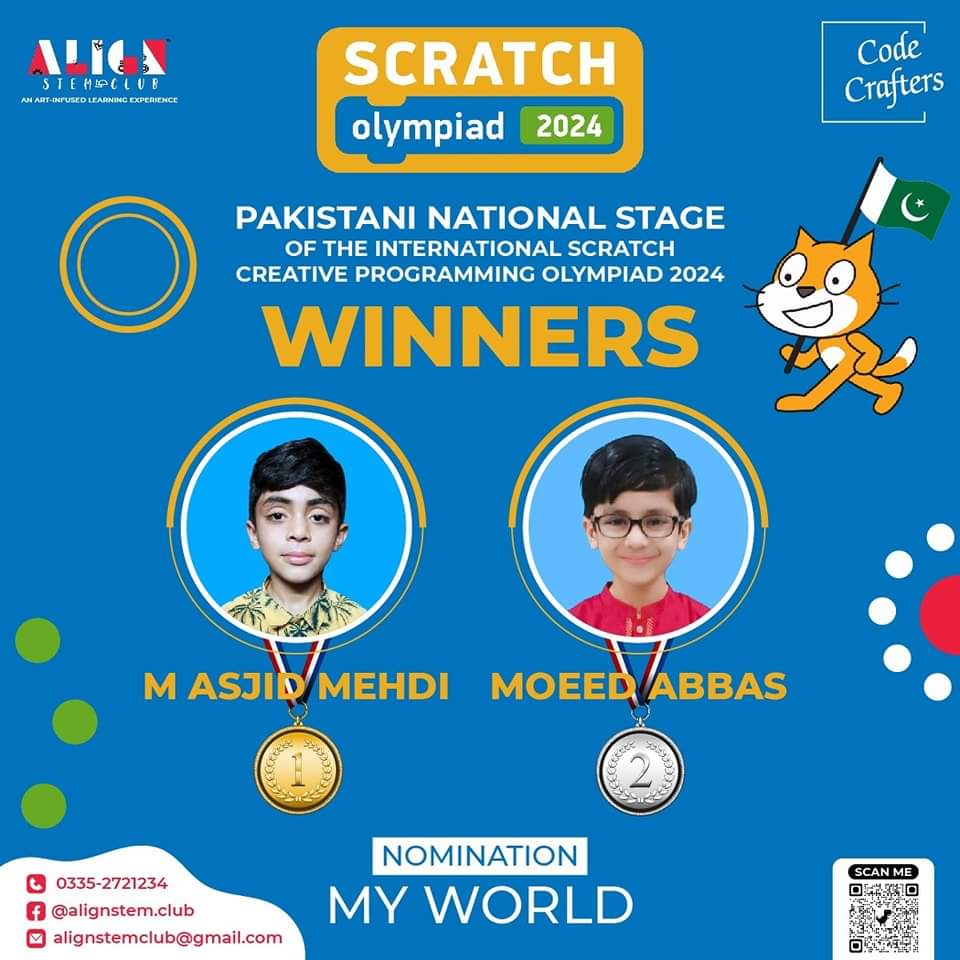 ALIGN
STEM CLUB
AN ART-INFUSED LEARNING EXPERIENCE
SCRATCH
olympiad 2024
Code
Crafters
PAKISTANI NATIONAL STAGE
OF THE INTERNATIONAL SCRATCH
CREATIVE PROGRAMMING OLYMPIAD 2024
WINNERS
M ASJID MEHDI
MOEED ABBAS
1
2
NOMINATION
MY WORLD
0335-2721234
@alignstem.club
alignstemclub@gmail.com
SCAN ME